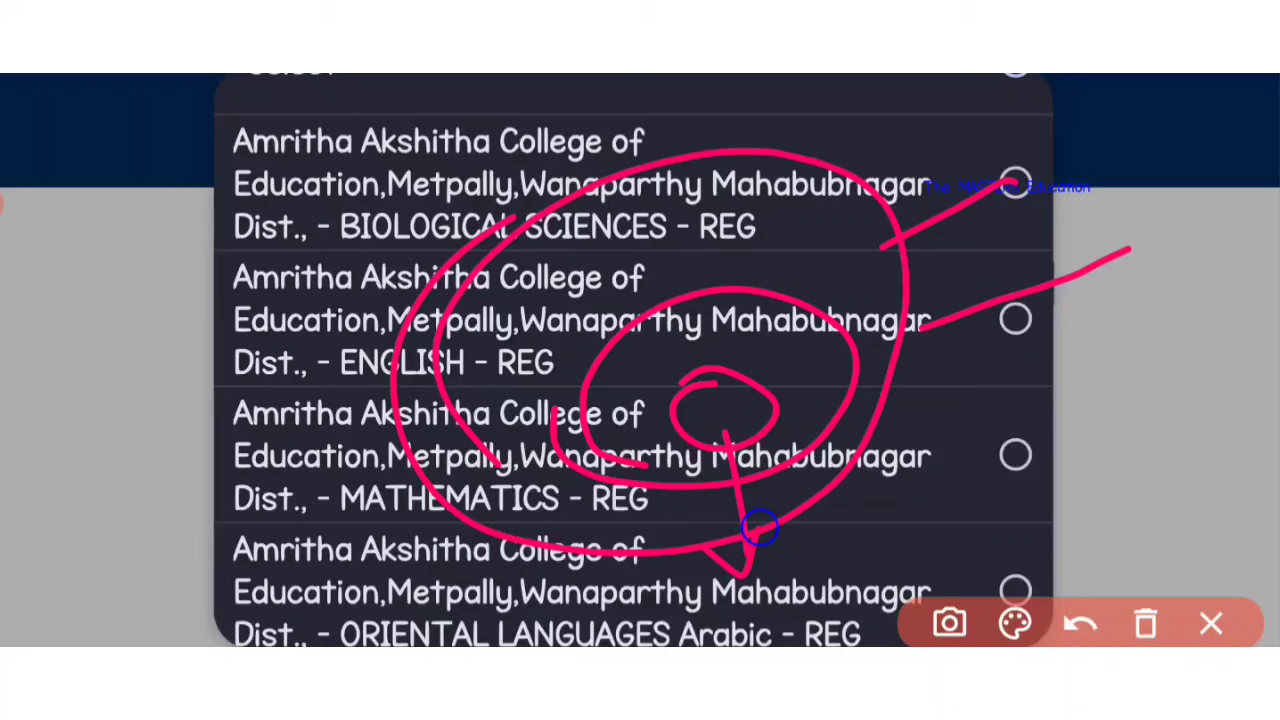 Amritha Akshitha College of
Education,Metpally,Wanaparthy Mahabubnagar
Dist., - BIOLOGICAL SCIENCES - REG
Amritha Akshitha College of
Education,Metpally,Wanaparthy Mahabubnagar
Dist., - ENGLISH - REG
Amritha Akshitha College of
Education,Metpally,Wanaparthy Mahabubnagar
Dist., - MATHEMATICS - REG
Amritha Akshitha College of
Education,Metpally,Wanaparthy Mahabubnagar
Dist., - ORIENTAL LANGUAGES Arabic - REG
The Education